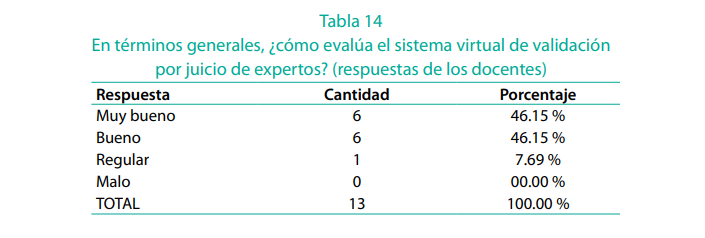 Tabla 14
En términos generales, ¿cómo evalúa el sistema virtual de validación
por juicio de expertos? (respuestas de los docentes)
Respuesta Cantidad Porcentaje
Muy bueno 6 46.15 %
Bueno 6 46.15 %
Regular 1 7.69 %
Malo 0 00.00 %
TOTAL 13 100.00 %